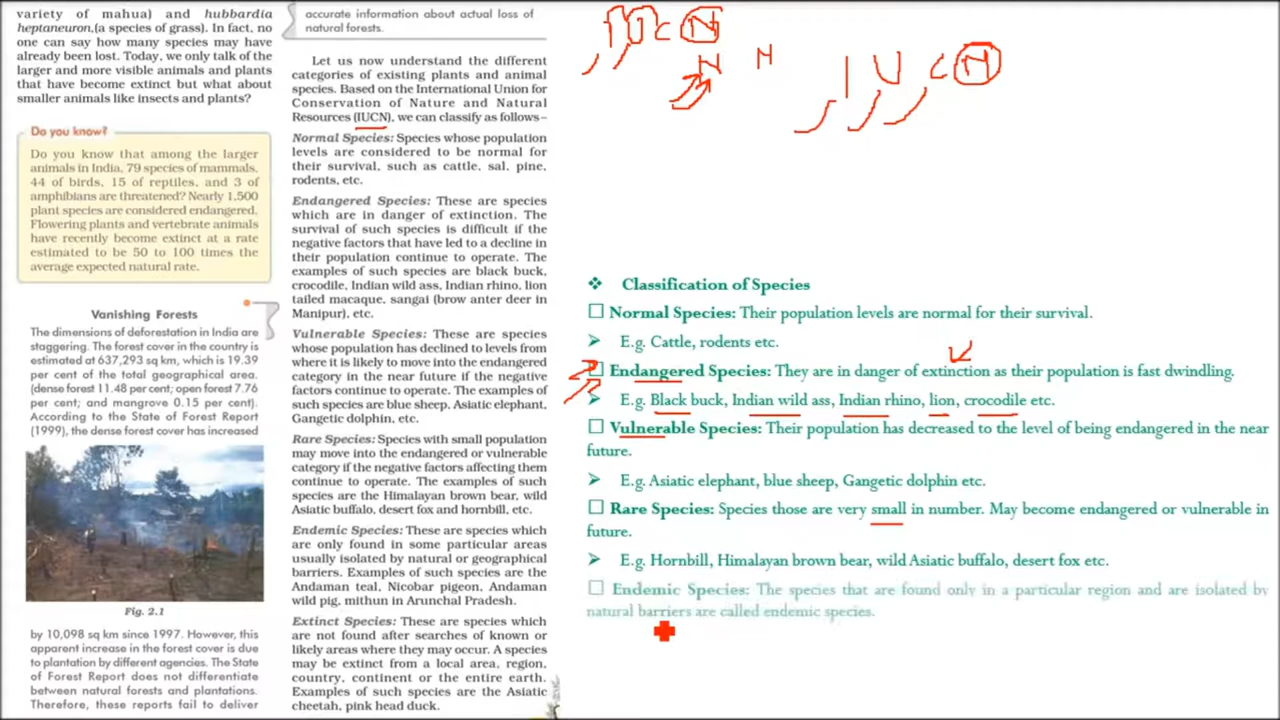 variety of mahua) and hubbardia
heptaneuron,(a species of grass). In fact, no
one can say how many species may have
already been lost. Today, we only talk of the
larger and more visible animals and plants
that have become extinct but what about
smaller animals like insects and plants?
Do you know?
Do you know that among the larger
animals in India, 79 species of mammals,
44 of birds, 15 of reptiles, and 3 of
amphibians are threatened? Nearly 1,500
plant species are considered endangered.
Flowering plants and vertebrate animals
have recently become extinct at a rate
estimated to be 50 to 100 times the
average expected natural rate.
Vanishing Forests
The dimensions of deforestation in India are
staggering. The forest cover in the country is
estimated at 637,293 sq km, which is 19.39
per cent of the total geographical area.
(dense forest 11.48 per cent; open forest 7.76
per cent; and mangrove 0.15 per cent).
According to the State of Forest Report
(1999), the dense forest cover has increased
Fig. 2.1
by 10,098 sq km since 1997. However, this
apparent increase in the forest cover is due
to plantation by different agencies. The State
of Forest Report does not differentiate
between natural forests and plantations.
Therefore, these reports fail to deliver
accurate information about actual loss of
natural forests.
Let us now understand the different
categories of existing plants and animal
species. Based on the International Union for
Conservation of Nature and Natural
Resources (IUCN), we can classify as follows–
Normal Species: Species whose population
levels are considered to be normal for
their survival, such as cattle, sal, pine,
rodents, etc.
Endangered Species: These are species
which are in danger of extinction. The
survival of such species is difficult if the
negative factors that have led to a decline in
their population continue to operate. The
examples of such species are black buck,
crocodile, Indian wild ass, Indian rhino, lion
tailed macaque, sangai (brow anter deer in
Manipur), etc.
Vulnerable Species: These are species
whose population has declined to levels from
where it is likely to move into the endangered
category in the near future if the negative
factors continue to operate. The examples of
such species are blue sheep, Asiatic elephant,
Gangetic dolphin, etc.
Rare Species: Species with small population
may move into the endangered or vulnerable
category if the negative factors affecting them
continue to operate. The examples of such
species are the Himalayan brown bear, wild
Asiatic buffalo, desert fox and hornbill, etc.
Endemic Species: These are species which
are only found in some particular areas
usually isolated by natural or geographical
barriers. Examples of such species are the
Andaman teal, Nicobar pigeon, Andaman
wild pig, mithun in Arunchal Pradesh.
Extinct Species: These are species which
are not found after searches of known or
likely areas where they may occur. A species
may be extinct from a local area, region,
country, continent or the entire earth.
Examples of such species are the Asiatic
cheetah, pink head duck.
IUCN
N N
IUCN
❖ Classification of Species
☐ Normal Species: Their population levels are normal for their survival.
➤ E.g. Cattle, rodents etc.
☐ Endangered Species: They are in danger of extinction as their population is fast dwindling.
➤ E.g. Black buck, Indian wild ass, Indian rhino, lion, crocodile etc.
☐ Vulnerable Species: Their population has decreased to the level of being endangered in the near
future.
➤ E.g. Asiatic elephant, blue sheep, Gangetic dolphin etc.
☐ Rare Species: Species those are very small in number. May become endangered or vulnerable in
future.
➤ E.g. Hornbill, Himalayan brown bear, wild Asiatic buffalo, desert fox etc.
☐ Endemic Species: The species that are found only in a particular region and are isolated by
natural barriers are called endemic species.